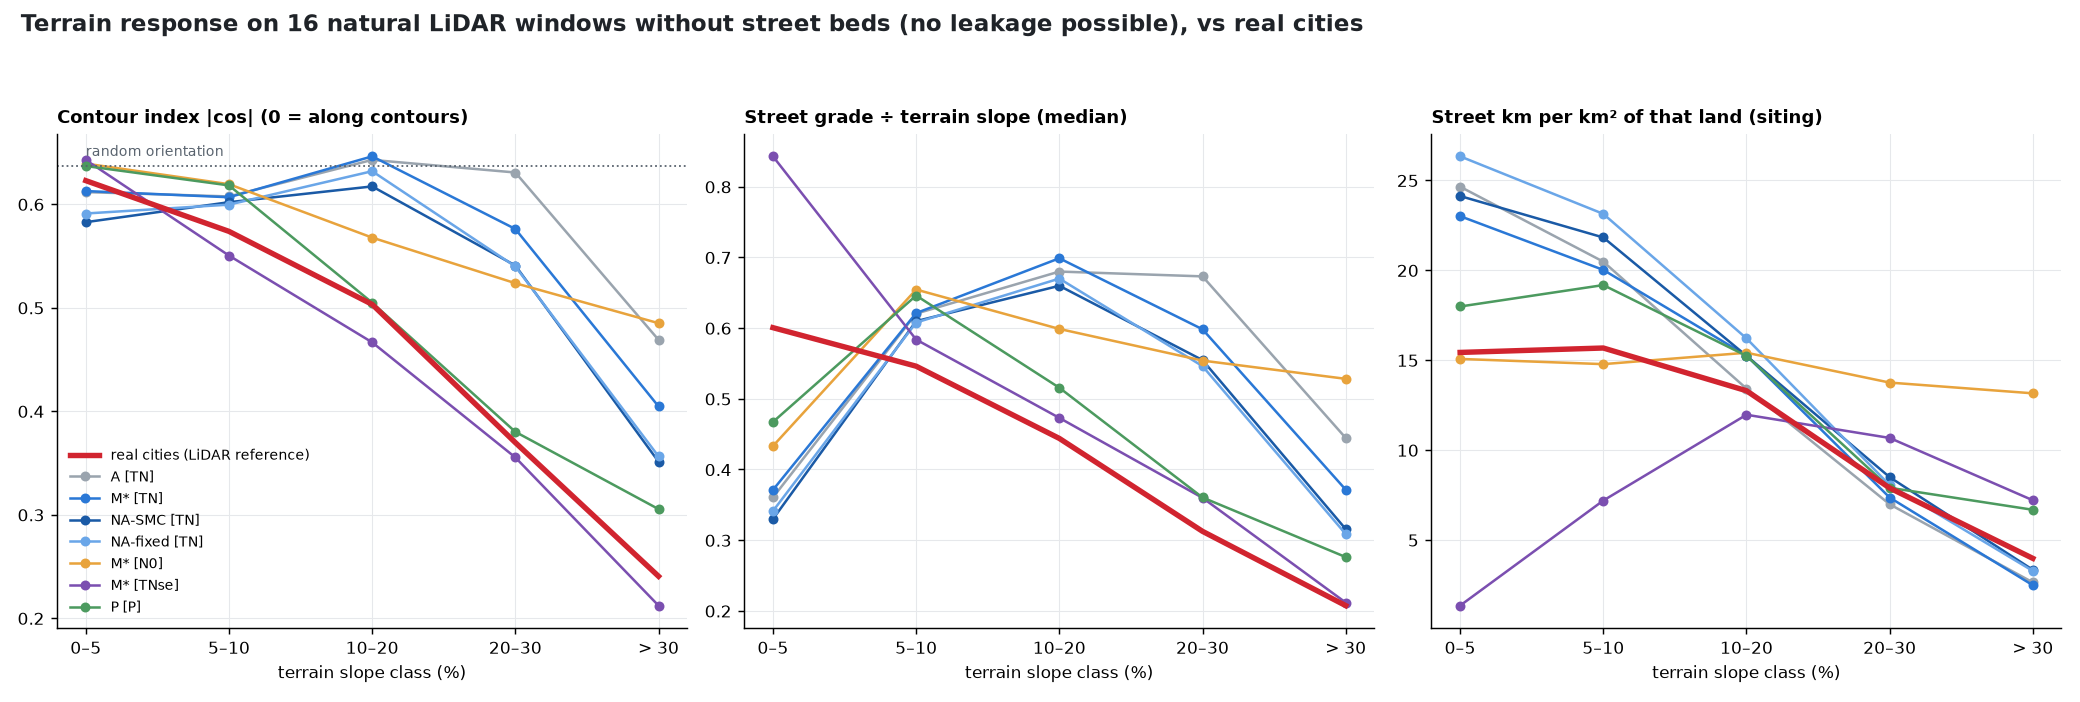 Terrain response on 16 natural LiDAR windows without street beds (no leakage possible), vs real cities
Contour index |cos| (0 = along contours)
random orientation
0.6
0.5
0.4
0.3
0.2
real cities (LiDAR reference)
A [TN]
M* [TN]
NA-SMC [TN]
NA-fixed [TN]
M* [N0]
M* [TNse]
P [P]
0–5
5–10
10–20
20–30
> 30
terrain slope class (%)
Street grade ÷ terrain slope (median)
0.8
0.7
0.6
0.5
0.4
0.3
0.2
0–5
5–10
10–20
20–30
> 30
terrain slope class (%)
Street km per km² of that land (siting)
25
20
15
10
5
0–5
5–10
10–20
20–30
> 30
terrain slope class (%)